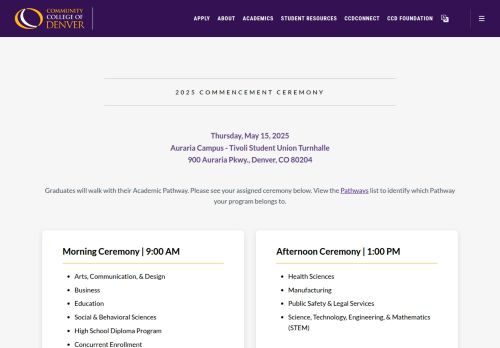 COMMUNITY
COLLEGE OF
DENVER
APPLY ABOUT ACADEMICS STUDENT RESOURCES CCDCONNECT CCD FOUNDATION
2025 COMMENCEMENT CEREMONY
Thursday, May 15, 2025
Auraria Campus - Tivoli Student Union Turnhalle
900 Auraria Pkwy., Denver, CO 80204
Graduates will walk with their Academic Pathway. Please see your assigned ceremony below. View the Pathways list to identify which Pathway
your program belongs to.
Morning Ceremony | 9:00 AM
Arts, Communication, & Design
Business
Education
Social & Behavioral Sciences
High School Diploma Program
Concurrent Enrollment
Afternoon Ceremony | 1:00 PM
Health Sciences
Manufacturing
Public Safety & Legal Services
Science, Technology, Engineering, & Mathematics
(STEM)